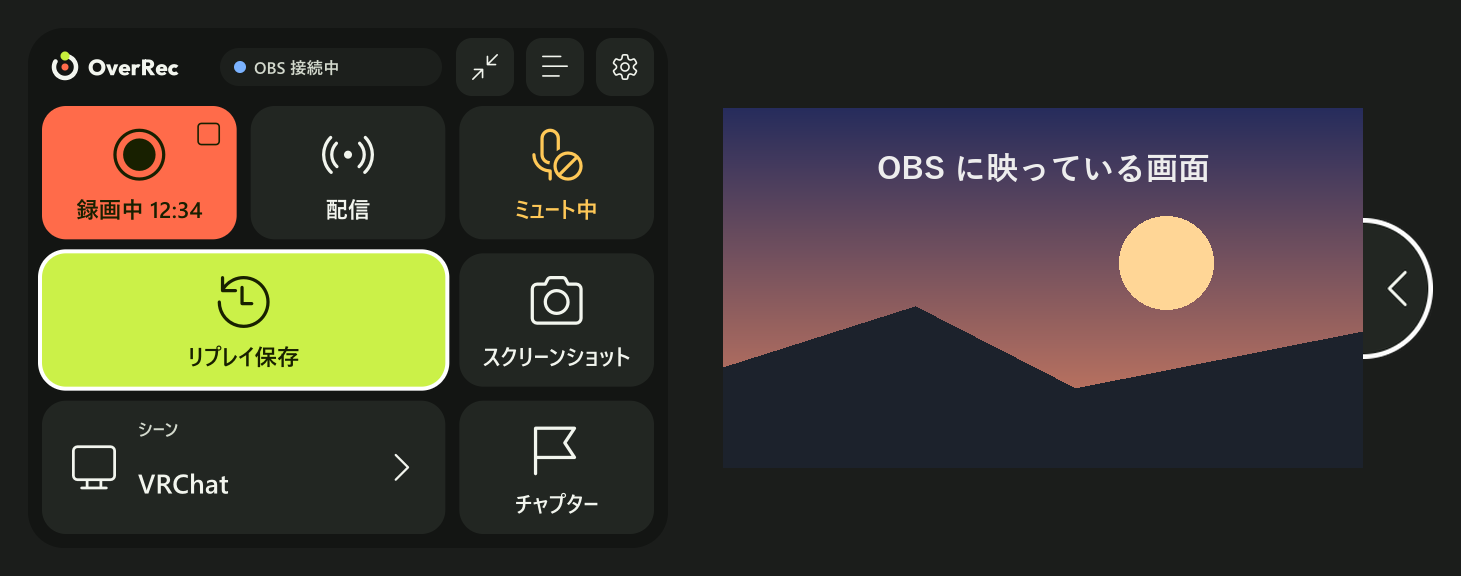 OverRec
OBS 接続中
録画中 12:34
配信
ミュート中
リプレイ保存
スクリーンショット
シーン
VRChat
チャプター
OBS に映っている画面